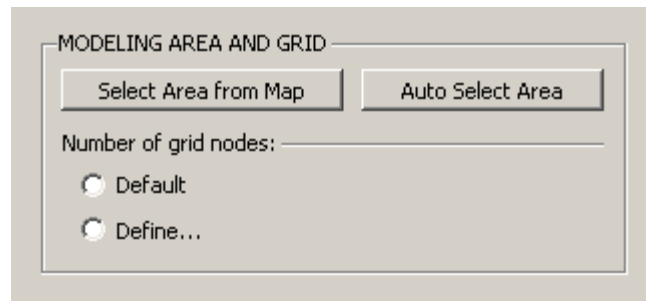 MODELING AREA AND GRID
Select Area from Map Auto Select Area
Number of grid nodes:
Default
Define...